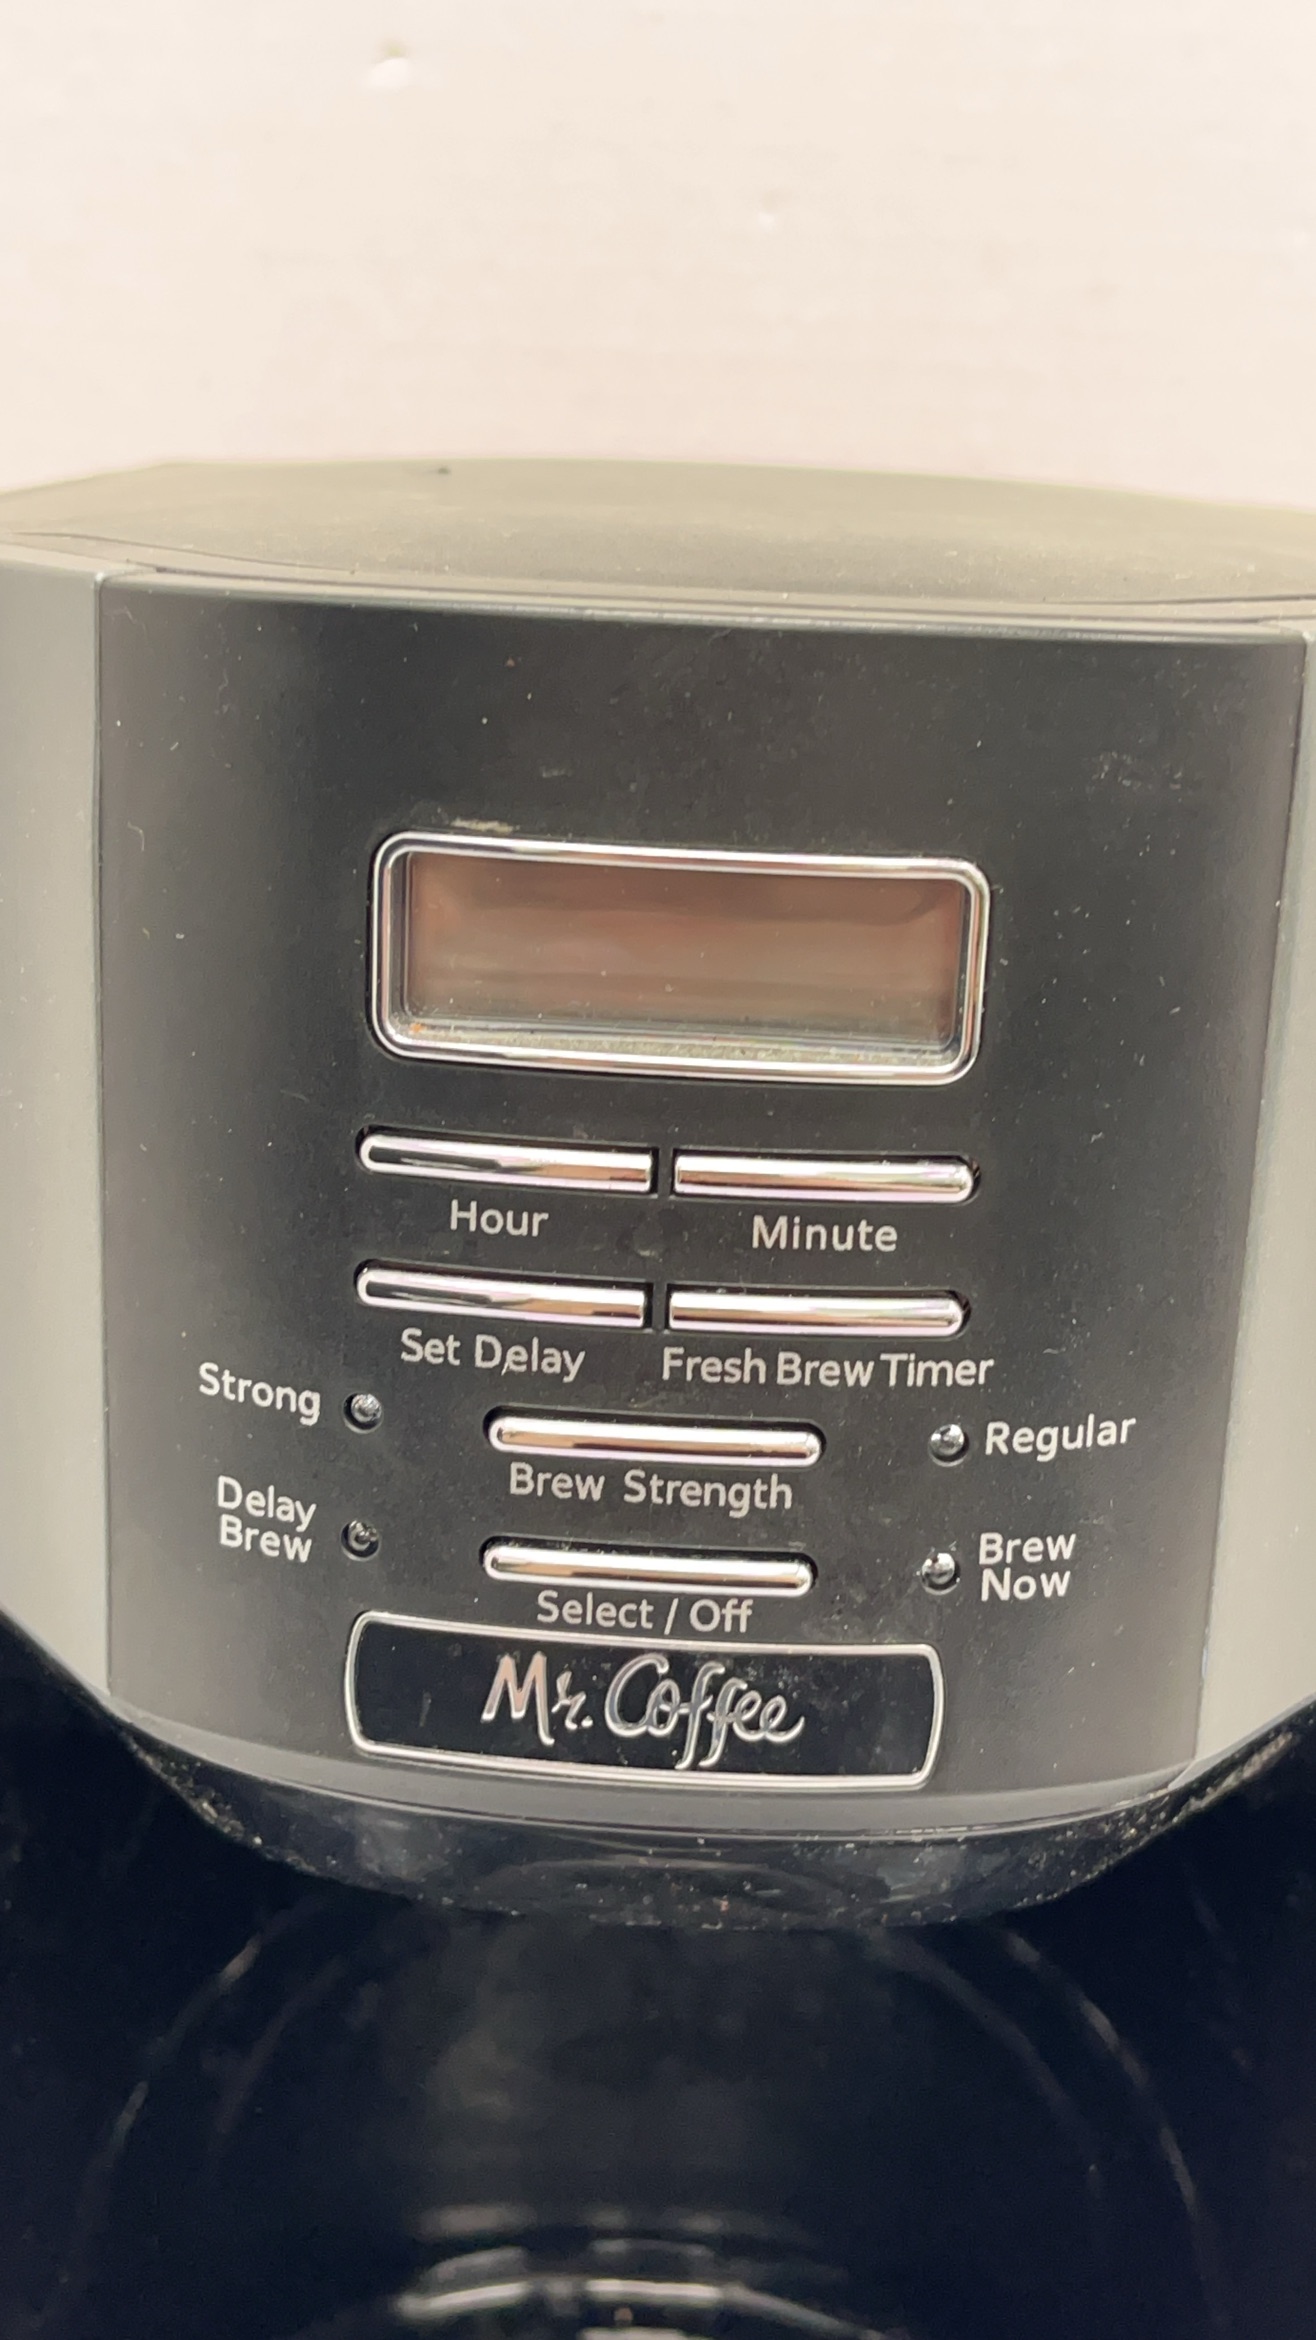 Hour Minute
Set Delay Fresh Brew Timer
Strong Regular
Brew Strength
Delay
Brew
Brew
Now
Select / Off
Mr. Coffee